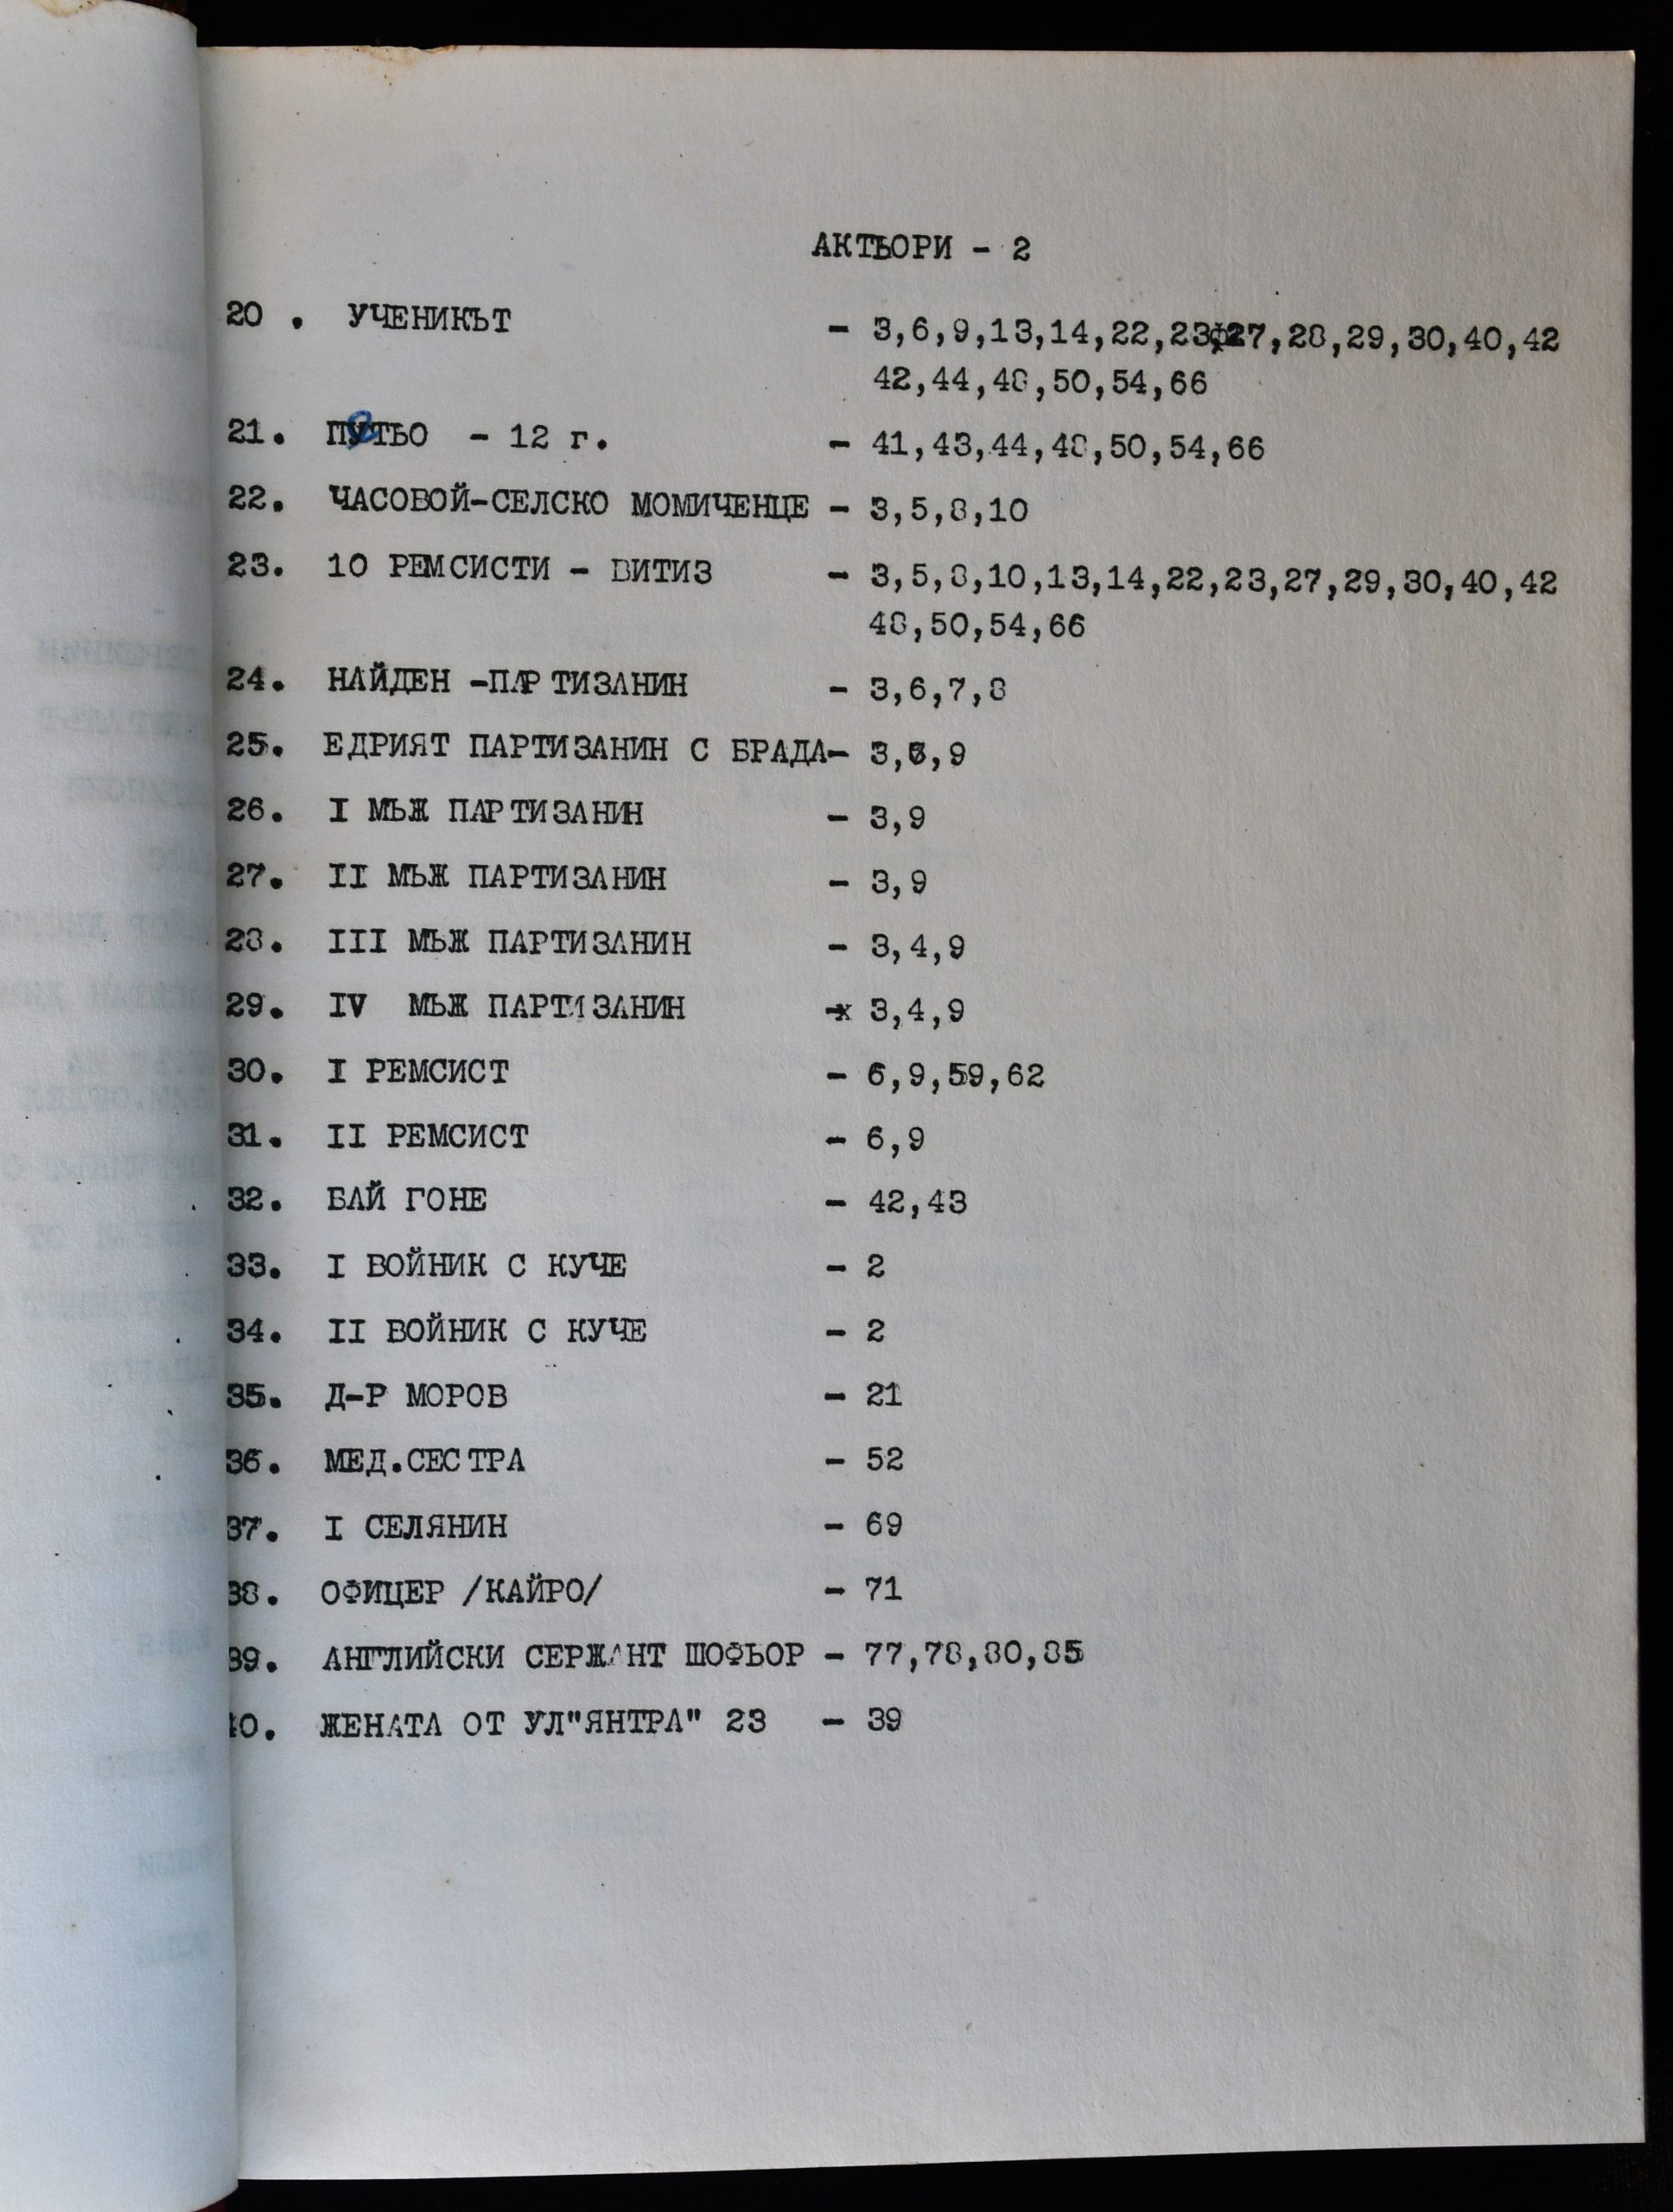 АКТЬОРИ - 2
20 . УЧЕНИКЪТ - 3,6,9,13,14,22,23,27,28,29,30,40,42
42,44,48,50,54,66
21. ПЕТЬО - 12 г. - 41,43,44,48,50,54,66
22. ЧАСОВОЙ-СЕЛСКО МОМИЧЕНЦЕ - 3,5,8,10
23. 10 РЕМСИСТИ - ВИТИЗ - 3,5,8,10,13,14,22,23,27,29,30,40,42
48,50,54,66
24. НАЙДЕН -ПАРТИЗАНИН - 3,6,7,8
25. ЕДРИЯТ ПАРТИЗАНИН С БРАДА- 3,6,9
26. I МЪЖ ПАРТИЗАНИН - 3,9
27. II МЪЖ ПАРТИЗАНИН - 3,9
28. III МЪЖ ПАРТИЗАНИН - 3,4,9
29. IV МЪЖ ПАРТИЗАНИН - 3,4,9
30. I РЕМСИСТ - 6,9,59,62
31. II РЕМСИСТ - 6,9
32. БАЙ ГОНЕ - 42,43
33. I ВОЙНИК С КУЧЕ - 2
34. II ВОЙНИК С КУЧЕ - 2
35. Д-Р МОРОВ - 21
36. МЕД.СЕСТРА - 52
37. I СЕЛЯНИН - 69
38. ОФИЦЕР /КАЙРО/ - 71
39. АНГЛИЙСКИ СЕРЖАНТ ШОФЬОР - 77,78,80,85
40. ЖЕНАТА ОТ УЛ"ЯНТРА" 23 - 39